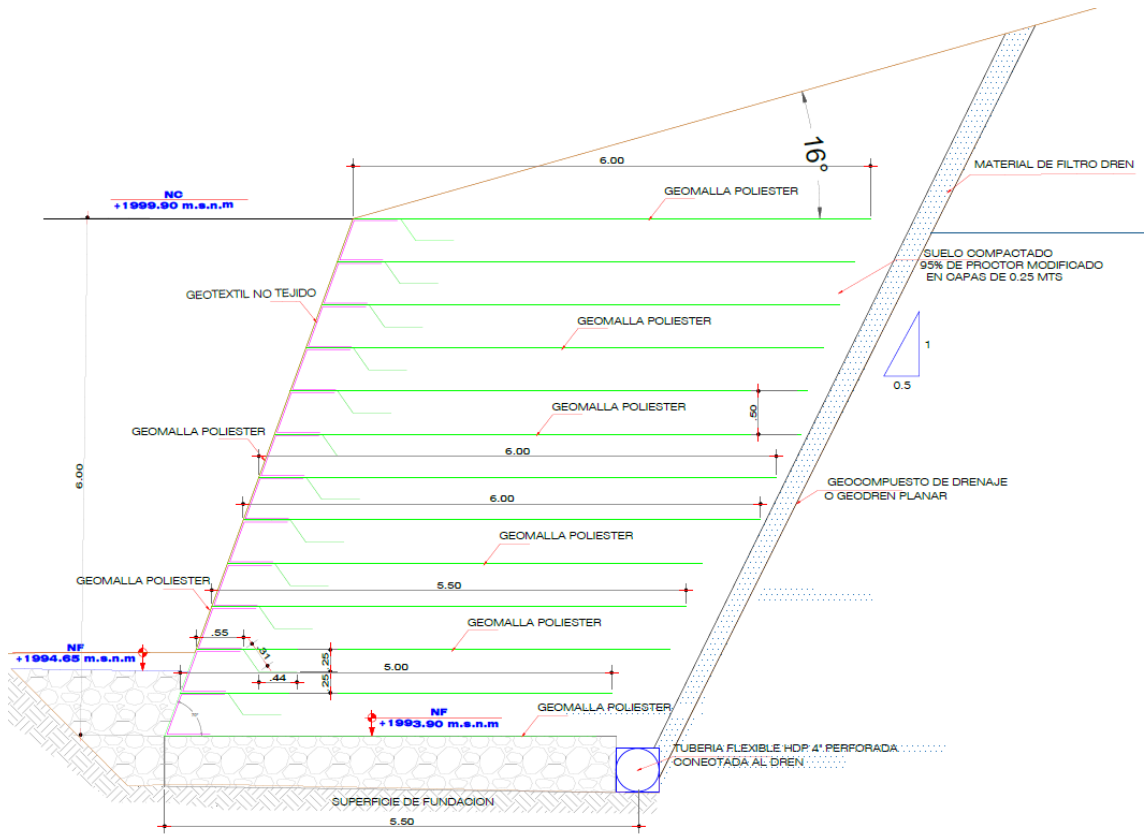 16°
6.00
MATERIAL DE FILTRO DREN
GEOMALLA POLIESTER
NC
+1999.90 m.s.n.m
SUELO COMPACTADO
95% DE PROCTOR MODIFICADO
EN CAPAS DE 0.25 MTS
GEOTEXTIL NO TEJIDO
GEOMALLA POLIESTER
1
0.5
GEOMALLA POLIESTER
.50
GEOMALLA POLIESTER
6.00
6.00
GEOCOMPUESTO DE DRENAJE
O GEODREN PLANAR
6.00
GEOMALLA POLIESTER
GEOMALLA POLIESTER
5.50
GEOMALLA POLIESTER
.55
.31
NF
+1994.65 m.s.n.m
.25
5.00
.44
.25
GEOMALLA POLIESTER
NF
+1993.90 m.s.n.m
TUBERIA FLEXIBLE HDP 4" PERFORADA
CONECTADA AL DREN
SUPERFICIE DE FUNDACION
5.50